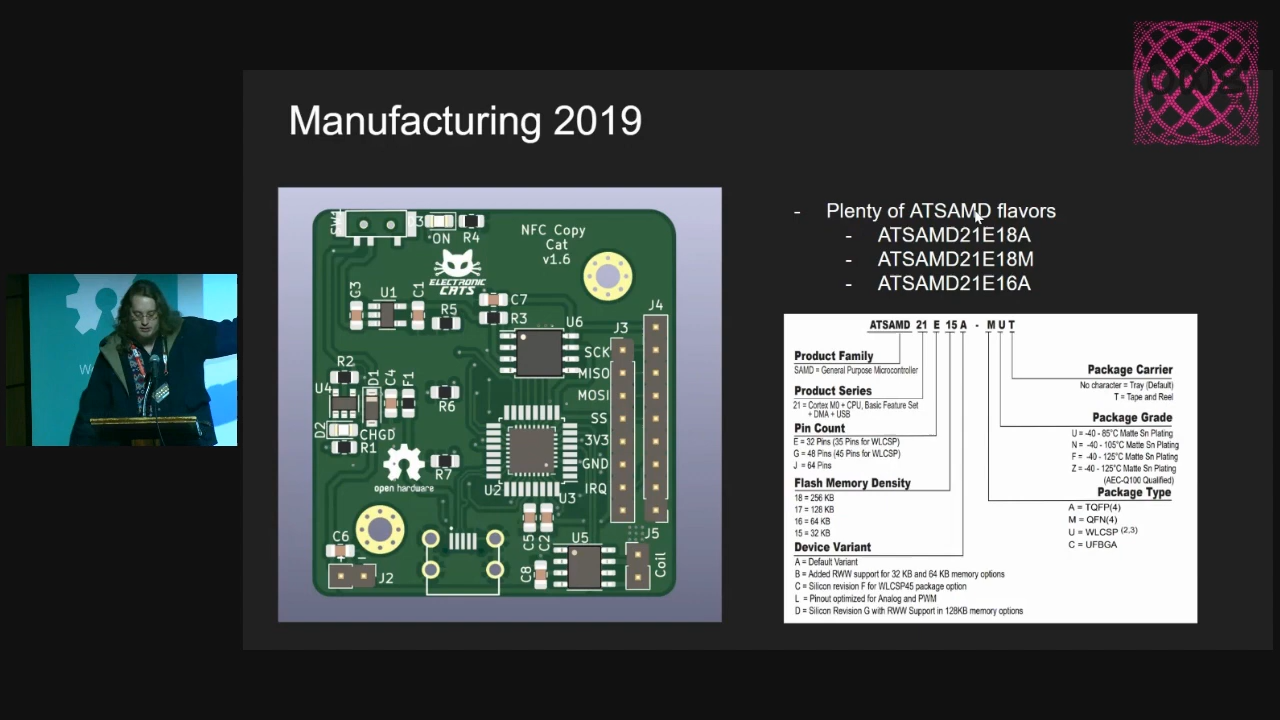 Manufacturing 2019
- Plenty of ATSAMD flavors
- ATSAMD21E18A
- ATSAMD21E18M
- ATSAMD21E16A
ON
R4
NFC Copy
Cat
v1.6
ELECTRONIC
CATS
G3
U1
C1
R5
C7
R3
U6
J3
J4
SCK
MISO
MOSI
SS
3V3
GND
IRQ
R2
U4
D1
C4
F1
R6
D2
CHGD
R1
R7
open hardware
U2
U3
C6
J2
C5
C2
U5
C8
J5
Coil
ATSAMD 21 E 15 A - M U T
Product Family
SAMD = General Purpose Microcontroller
Product Series
21 = Cortex M0 + CPU, Basic Feature Set
+ DMA + USB
Pin Count
E = 32 Pins (35 Pins for WLCSP)
G = 48 Pins (45 Pins for WLCSP)
J = 64 Pins
Flash Memory Density
18 = 256 KB
17 = 128 KB
16 = 64 KB
15 = 32 KB
Device Variant
A = Default Variant
B = Added RWW support for 32 KB and 64 KB memory options
C = Silicon revision F for WLCSP45 package option
L = Pinout optimized for Analog and PWM
D = Silicon Revision G with RWW Support in 128KB memory options
Package Carrier
No character = Tray (Default)
T = Tape and Reel
Package Grade
U = -40 - 85°C Matte Sn Plating
N = -40 - 105°C Matte Sn Plating
F = -40 - 125°C Matte Sn Plating
Z = -40 - 125°C Matte Sn Plating
(AEC-Q100 Qualified)
Package Type
A = TQFP(4)
M = QFN(4)
U = WLCSP (2,3)
C = UFBGA